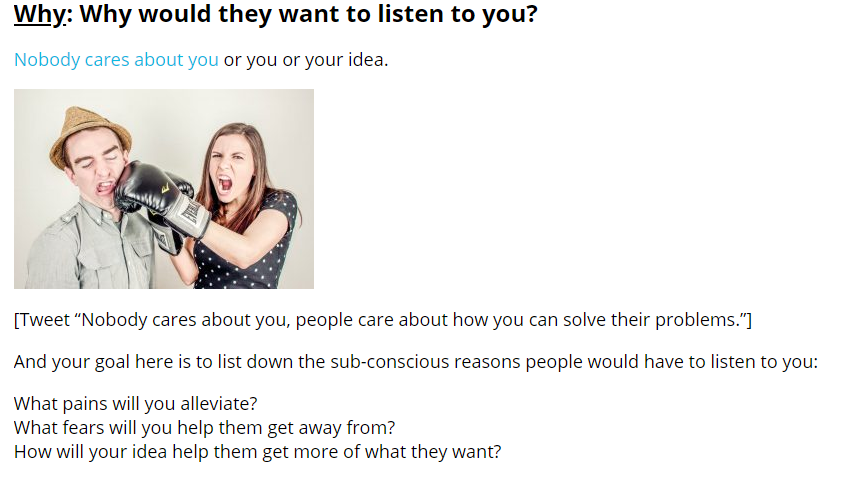 Why: Why would they want to listen to you?
Nobody cares about you or you or your idea.
[Tweet “Nobody cares about you, people care about how you can solve their problems.”]
And your goal here is to list down the sub-conscious reasons people would have to listen to you:
What pains will you alleviate?
What fears will you help them get away from?
How will your idea help them get more of what they want?